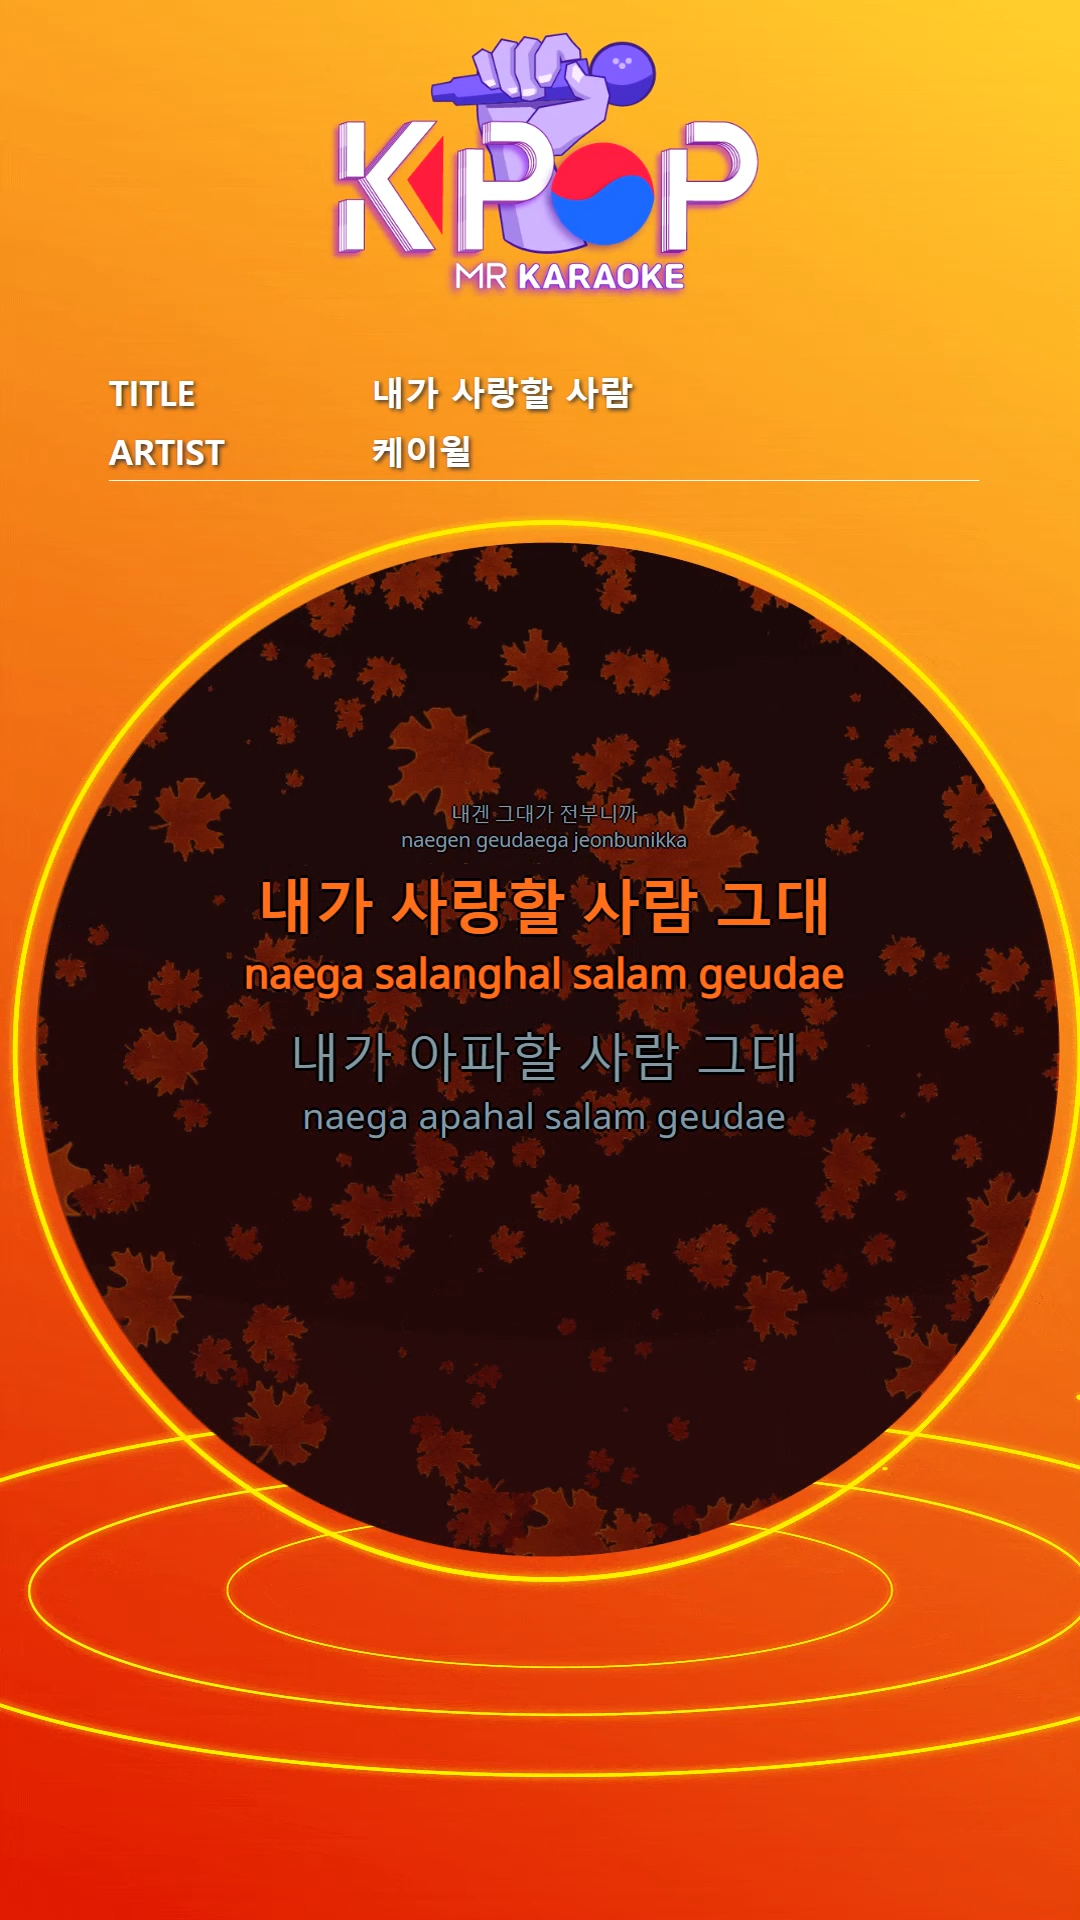 KPOP
MR KARAOKE
TITLE 내가 사랑할 사람
ARTIST 케이윌
내겐 그대가 전부니까
naegen geudaega jeonbunikka
내가 사랑할 사람 그대
naega salanghal salam geudae
내가 아파할 사람 그대
naega apahal salam geudae